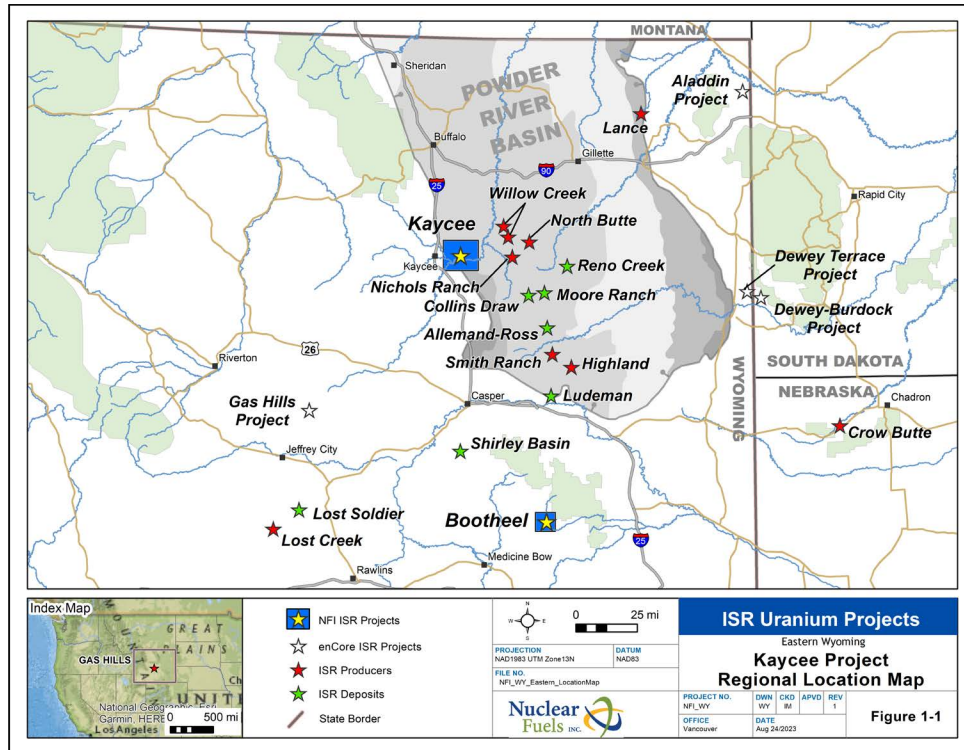 MONTANA
Sheridan
POWDER
RIVER
BASIN
Aladdin
Project
Lance
Buffalo
Gillette
90
25
Willow Creek
North Butte
Rapid City
Kaycee
Kaycee
Nichols Ranch
Reno Creek
Dewey Terrace
Project
Collins Draw
Moore Ranch
Dewey-Burdock
Project
Allemand-Ross
26
Riverton
Smith Ranch
Highland
WYOMING
SOUTH DAKOTA
NEBRASKA
Gas Hills
Project
Casper
Ludeman
Chadron
Crow Butte
Jeffrey City
Shirley Basin
Lost Soldier
Lost Creek
Bootheel
25
Medicine Bow
Rawlins
Index Map
GREAT
PLAINS
MOUNTAIN
GAS HILLS
UNIT
Ch
National Geographic, Esri
Garmin, HERE
Los Angeles
0 500 mi
NFI ISR Projects
enCore ISR Projects
ISR Producers
ISR Deposits
State Border
N
W E
S
0 25 mi
PROJECTION
NAD1983 UTM Zone13N
DATUM
NAD83
FILE NO.
NFI_WY_Eastern_LocationMap
Nuclear
Fuels INC.
ISR Uranium Projects
Eastern Wyoming
Kaycee Project
Regional Location Map
PROJECT NO.
NFI_WY
DWN
WY
CKD
IM
APVD
REV
1
OFFICE
Vancouver
DATE
Aug 24/2023
Figure 1-1